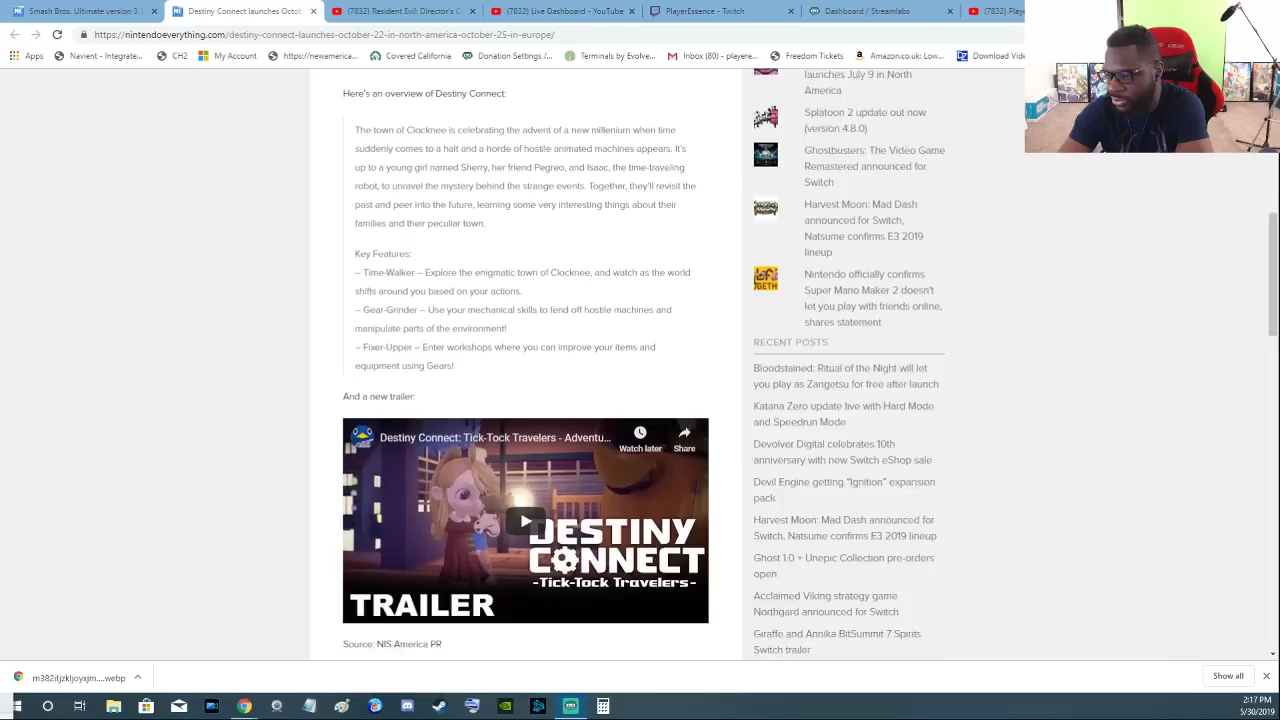 Smash Bros. Update version 3.1
Destiny Connect launches Octob
(7832) Resident Evil: Director's C
(7832) Live Dashboard - YouTube
PlayerEssence - Twitch
Dashboard / Streamlabs
(7832) Play
https://nintendoeverything.com/destiny-connect-launches-october-22-in-north-america-october-25-in-europe/
Apps
Navient - Integrate...
CH2
My Account
https://newamerica...
Covered California
Donation Settings /...
Terminals by Evolve...
Inbox (80) - playere...
Freedom Tickets
Amazon.co.uk: Low...
Download Video
Here's an overview of Destiny Connect:
The town of Clocknee is celebrating the advent of a new millenium when time
suddenly comes to a halt and a horde of hostile animated machines appears. It's
up to a young girl named Sherry, her friend Pegreo, and Isaac, the time-traveling
robot, to unravel the mystery behind the strange events. Together, they'll revisit the
past and peer into the future, learning some very interesting things about their
families and their peculiar town.
Key Features:
– Time-Walker – Explore the enigmatic town of Clocknee, and watch as the world
shifts around you based on your actions.
– Gear-Grinder – Use your mechanical skills to fend off hostile machines and
manipulate parts of the environment!
– Fixer-Upper – Enter workshops where you can improve your items and
equipment using Gears!
And a new trailer:
Destiny Connect: Tick-Tock Travelers - Adventu...
Watch later
Share
DESTINY
CONNECT
-Tick-Tock Travelers-
TRAILER
Source: NIS America PR
launches July 9 in North
America
Splatoon 2 update out now
(version 4.8.0)
Ghostbusters: The Video Game
Remastered announced for
Switch
Harvest Moon: Mad Dash
announced for Switch,
Natsume confirms E3 2019
lineup
Nintendo officially confirms
Super Mario Maker 2 doesn't
let you play with friends online,
shares statement
RECENT POSTS
Bloodstained: Ritual of the Night will let
you play as Zangetsu for free after launch
Katana Zero update live with Hard Mode
and Speedrun Mode
Devolver Digital celebrates 10th
anniversary with new Switch eShop sale
Devil Engine getting "Ignition" expansion
pack
Harvest Moon: Mad Dash announced for
Switch, Natsume confirms E3 2019 lineup
Ghost 1.0 + Unepic Collection pre-orders
open
Acclaimed Viking strategy game
Northgard announced for Switch
Giraffe and Annika BitSummit 7 Spirits
Switch trailer
Show all
2:17 PM
5/30/2019